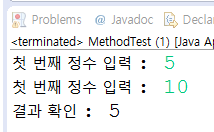 Problems @ Javadoc Declar
<terminated> MethodTest (1) [Java Ap
첫 번째 정수 입력 : 5
첫 번째 정수 입력 : 10
결과 확인 : 5